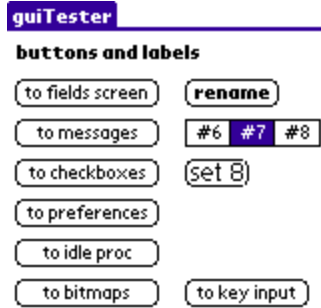 guiTester
buttons and labels
to fields screen rename
to messages #6 #7 #8
to checkboxes set 8
to preferences
to idle proc
to bitmaps to key input